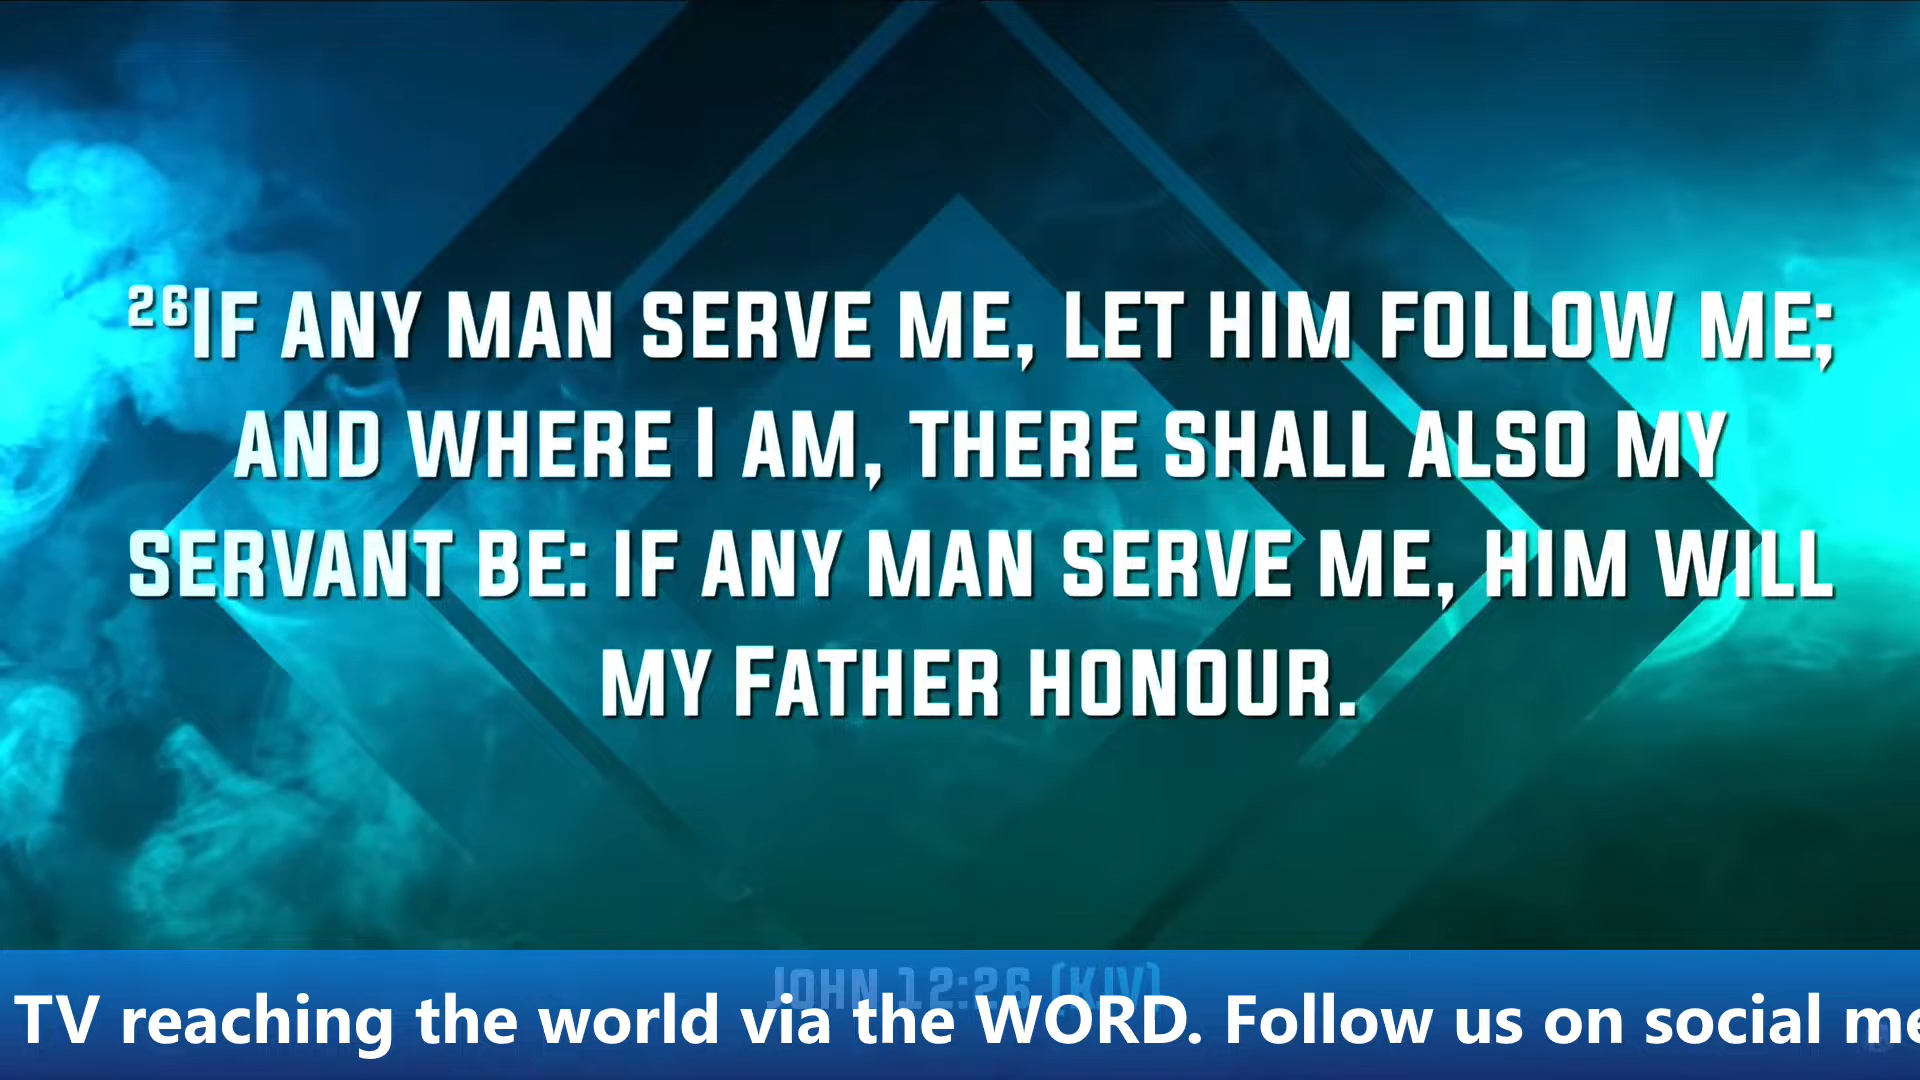 ²⁶IF ANY MAN SERVE ME, LET HIM FOLLOW ME;
AND WHERE I AM, THERE SHALL ALSO MY
SERVANT BE: IF ANY MAN SERVE ME, HIM WILL
MY FATHER HONOUR.
JOHN 12:26 (KJV)
TV reaching the world via the WORD. Follow us on social me